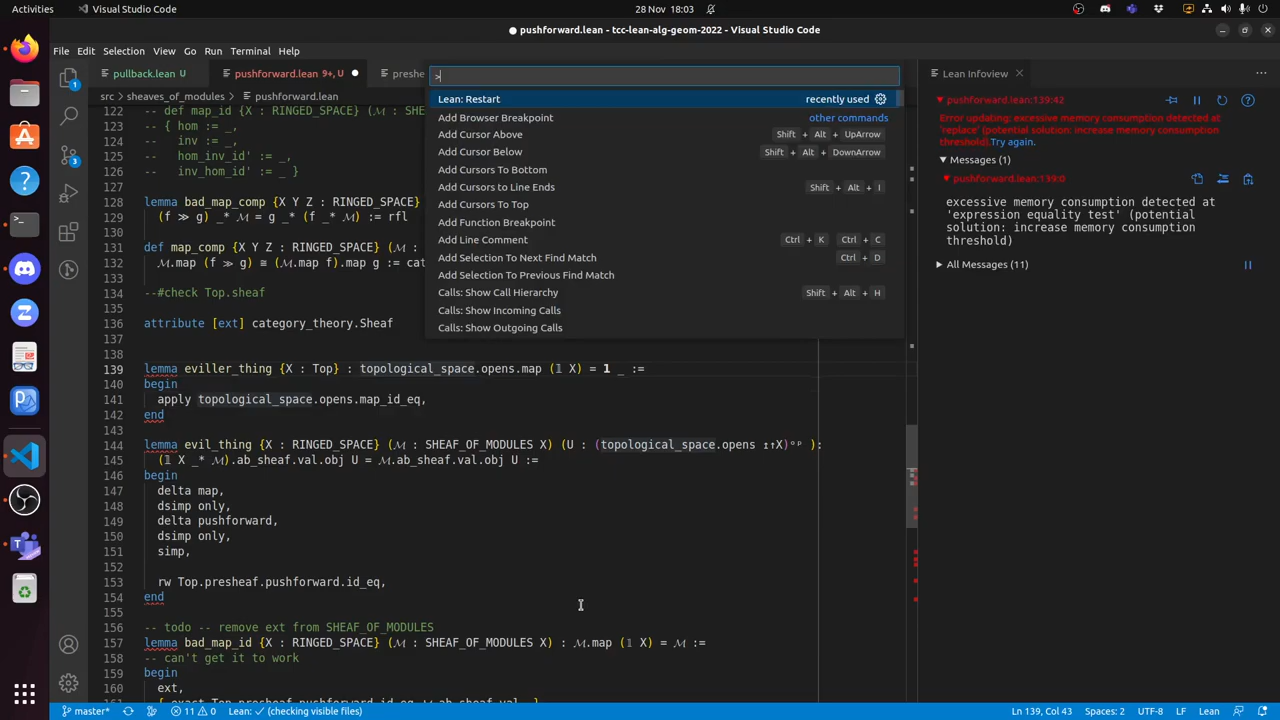 Activities
Visual Studio Code
28 Nov 18:03
pushforward.lean - tcc-lean-alg-geom-2022 - Visual Studio Code
File Edit Selection View Go Run Terminal Help
pullback.lean U
pushforward.lean 9+, U
preshe
>
Lean Infoview
src › sheaves_of_modules › pushforward.lean
Lean: Restart recently used
Add Browser Breakpoint other commands
Add Cursor Above Shift + Alt + UpArrow
Add Cursor Below Shift + Alt + DownArrow
Add Cursors To Bottom
Add Cursors to Line Ends Shift + Alt + I
Add Cursors To Top
Add Function Breakpoint
Add Line Comment Ctrl + K Ctrl + C
Add Selection To Next Find Match Ctrl + D
Add Selection To Previous Find Match
Calls: Show Call Hierarchy Shift + Alt + H
Calls: Show Incoming Calls
Calls: Show Outgoing Calls
122 -- def map_id {X : RINGED_SPACE} (ℳ : SH
123 -- { hom := _,
124 -- inv := _,
125 -- hom_inv_id' := _,
126 -- inv_hom_id' := _ }
127
128 lemma bad_map_comp {X Y Z : RINGED_SPACE}
129 (f ≫ g) _* ℳ = g _* (f _* ℳ) := rfl
130
131 def map_comp {X Y Z : RINGED_SPACE} (ℳ :
132 ℳ.map (f ≫ g) ≅ (ℳ.map f).map g := cat
133
134 --#check Top.sheaf
135
136 attribute [ext] category_theory.Sheaf
137
138
139 lemma eviller_thing {X : Top} : topological_space.opens.map (𝟙 X) = 𝟙 _ :=
140 begin
141 apply topological_space.opens.map_id_eq,
142 end
143
144 lemma evil_thing {X : RINGED_SPACE} (ℳ : SHEAF_OF_MODULES X) (U : (topological_space.opens ↥↑X)ᵒᵖ ):
145 (𝟙 X _* ℳ).ab_sheaf.val.obj U = ℳ.ab_sheaf.val.obj U :=
146 begin
147 delta map,
148 dsimp only,
149 delta pushforward,
150 dsimp only,
151 simp,
152
153 rw Top.presheaf.pushforward.id_eq,
154 end
155
156 -- todo -- remove ext from SHEAF_OF_MODULES
157 lemma bad_map_id {X : RINGED_SPACE} (ℳ : SHEAF_OF_MODULES X) : ℳ.map (𝟙 X) = ℳ :=
158 -- can't get it to work
159 begin
160 ext,
161 { exact Top.presheaf.pushforward.id_eq ℳ.ab_sheaf.val,
pushforward.lean:139:42
Error updating: excessive memory consumption detected at
'replace' (potential solution: increase memory consumption
threshold).Try again.
Messages (1)
pushforward.lean:139:0
excessive memory consumption detected at
'expression equality test' (potential
solution: increase memory consumption
threshold)
All Messages (11)
master*
11 0
Lean: ✓ (checking visible files)
Ln 139, Col 43
Spaces: 2
UTF-8
LF
Lean